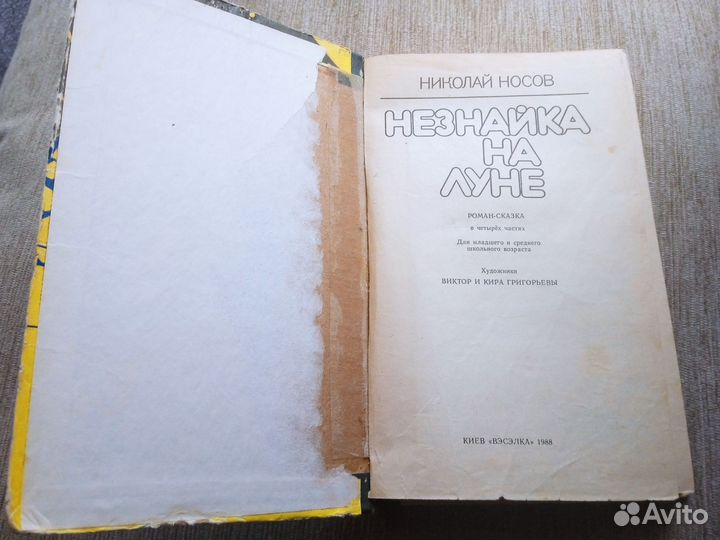 НИКОЛАЙ НОСОВ
НЕЗНАЙКА
НА
ЛУНЕ
РОМАН-СКАЗКА
в четырёх частях
Для младшего и среднего
школьного возраста
Художники
ВИКТОР И КИРА ГРИГОРЬЕВЫ
КИЕВ «ВЭСЭЛКА» 1988
Avito